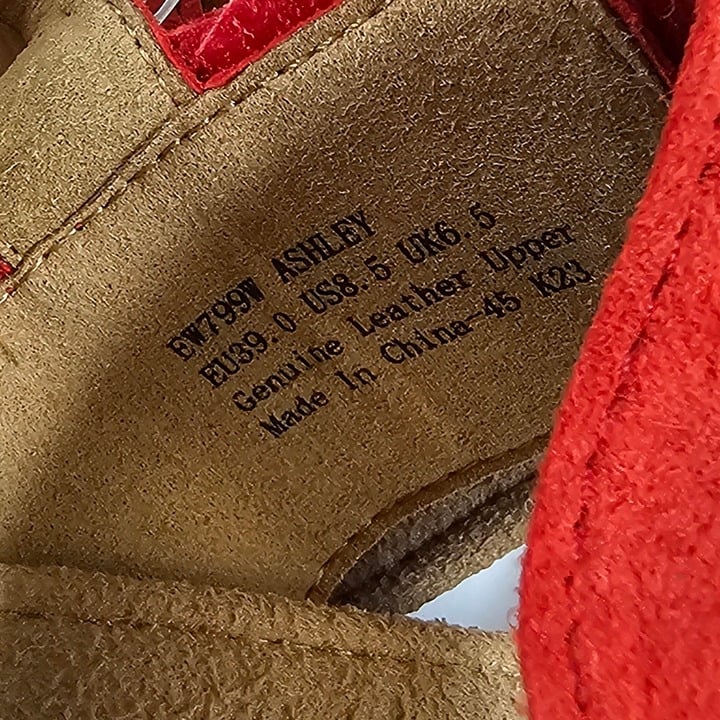 EW799W ASHLEY
EU39.0 US8.5 UK6.5
Genuine Leather Upper
Made In China-45 K23